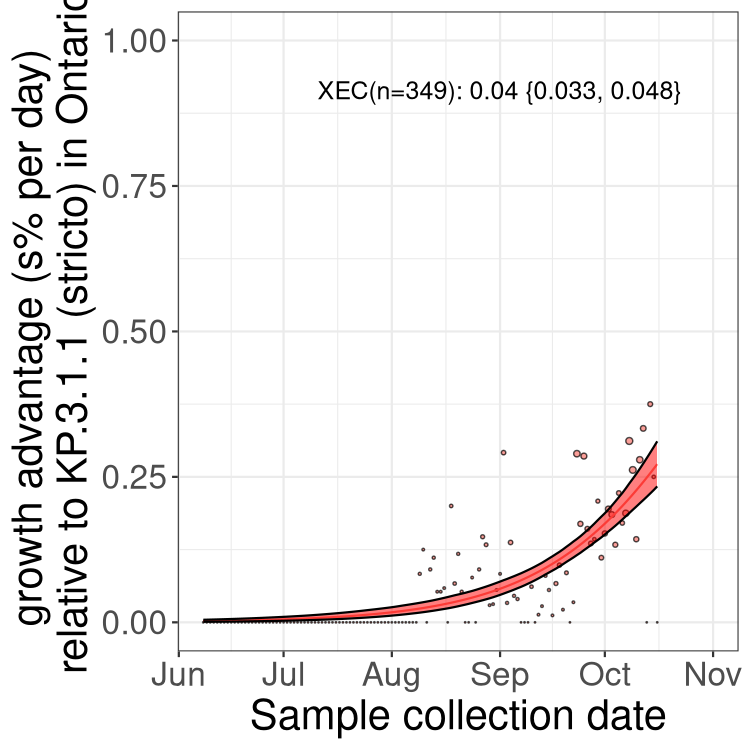 growth advantage (s% per day)
relative to KP.3.1.1 (stricto) in Ontario
1.00
0.75
0.50
0.25
0.00
XEC(n=349): 0.04 {0.033, 0.048}
Jun Jul Aug Sep Oct Nov
Sample collection date